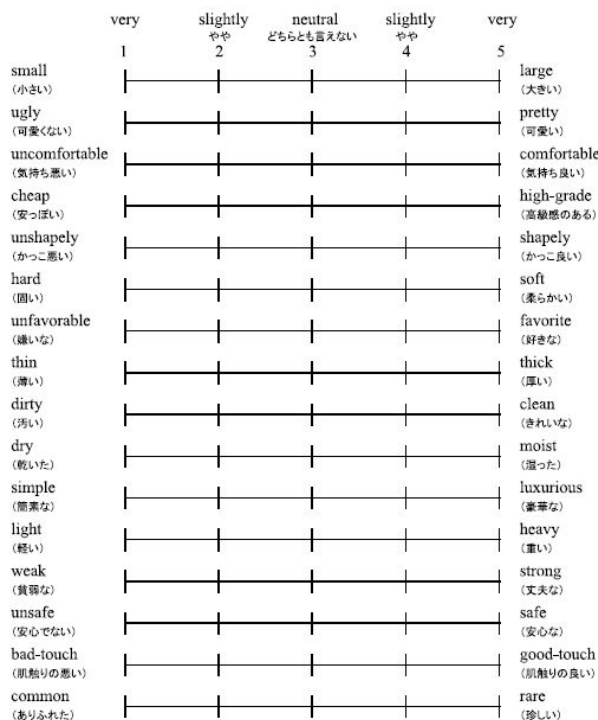 very slightly neutral slightly very
やや どちらとも言えない やや
1 2 3 4 5
small large
(小さい) (大きい)
ugly pretty
(可愛くない) (可愛い)
uncomfortable comfortable
(気持ち悪い) (気持ち良い)
cheap high-grade
(安っぽい) (高級感のある)
unshapely shapely
(かっこ悪い) (かっこ良い)
hard soft
(固い) (柔らかい)
unfavorable favorite
(嫌いな) (好きな)
thin thick
(薄い) (厚い)
dirty clean
(汚い) (きれいな)
dry moist
(乾いた) (湿った)
simple luxurious
(簡素な) (豪華な)
light heavy
(軽い) (重い)
weak strong
(貧弱な) (丈夫な)
unsafe safe
(安心でない) (安心な)
bad-touch good-touch
(肌触りの悪い) (肌触りの良い)
common rare
(ありふれた) (珍しい)